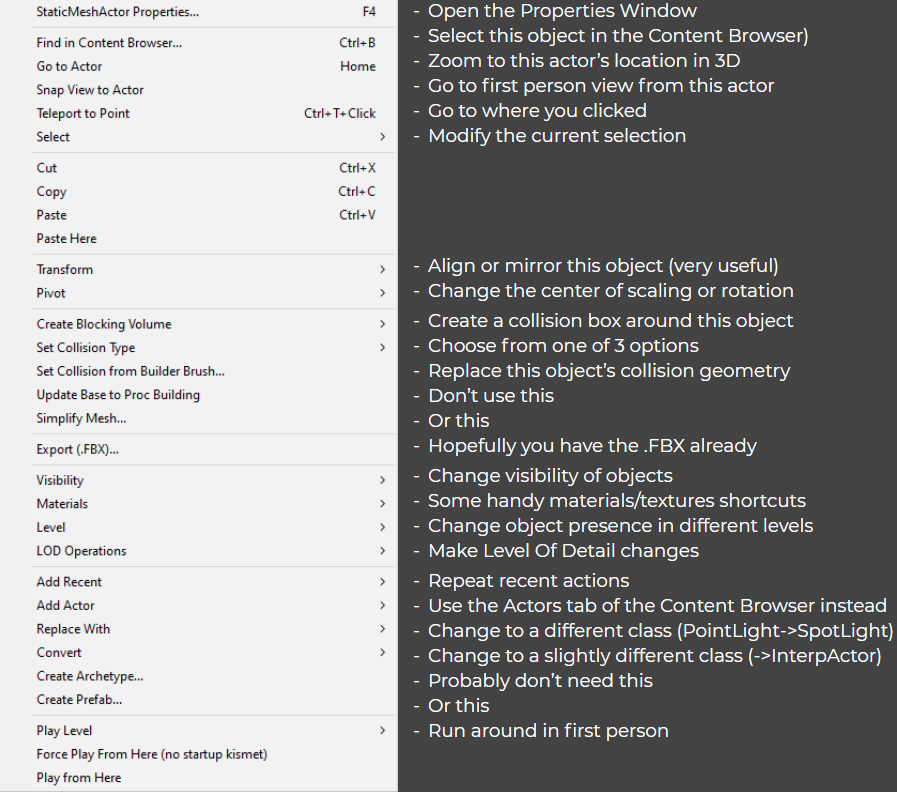 StaticMeshActor Properties... F4 - Open the Properties Window
Find in Content Browser... Ctrl+B - Select this object in the Content Browser)
Go to Actor Home - Zoom to this actor's location in 3D
Snap View to Actor - Go to first person view from this actor
Teleport to Point Ctrl+T+Click - Go to where you clicked
Select > - Modify the current selection
Cut Ctrl+X
Copy Ctrl+C
Paste Ctrl+V
Paste Here
Transform > - Align or mirror this object (very useful)
Pivot > - Change the center of scaling or rotation
Create Blocking Volume > - Create a collision box around this object
Set Collision Type > - Choose from one of 3 options
Set Collision from Builder Brush... - Replace this object's collision geometry
Update Base to Proc Building - Don't use this
Simplify Mesh... - Or this
Export (.FBX)... - Hopefully you have the .FBX already
Visibility > - Change visibility of objects
Materials > - Some handy materials/textures shortcuts
Level > - Change object presence in different levels
LOD Operations > - Make Level Of Detail changes
Add Recent > - Repeat recent actions
Add Actor > - Use the Actors tab of the Content Browser instead
Replace With > - Change to a different class (PointLight->SpotLight)
Convert > - Change to a slightly different class (->InterpActor)
Create Archetype... - Probably don't need this
Create Prefab... - Or this
Play Level > - Run around in first person
Force Play From Here (no startup kismet)
Play from Here